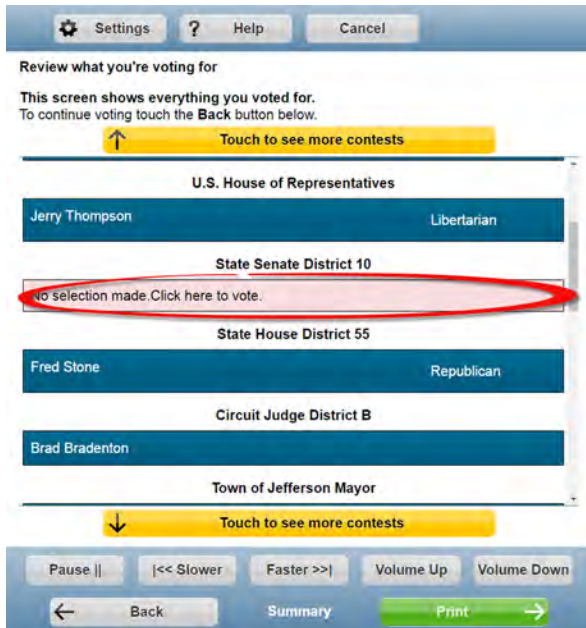 Settings ? Help Cancel
Review what you're voting for
This screen shows everything you voted for.
To continue voting touch the Back button below.
Touch to see more contests
U.S. House of Representatives
Jerry Thompson Libertarian
State Senate District 10
No selection made.Click here to vote.
State House District 55
Fred Stone Republican
Circuit Judge District B
Brad Bradenton
Town of Jefferson Mayor
Touch to see more contests
Pause || |<< Slower Faster >>| Volume Up Volume Down
Back Summary Print